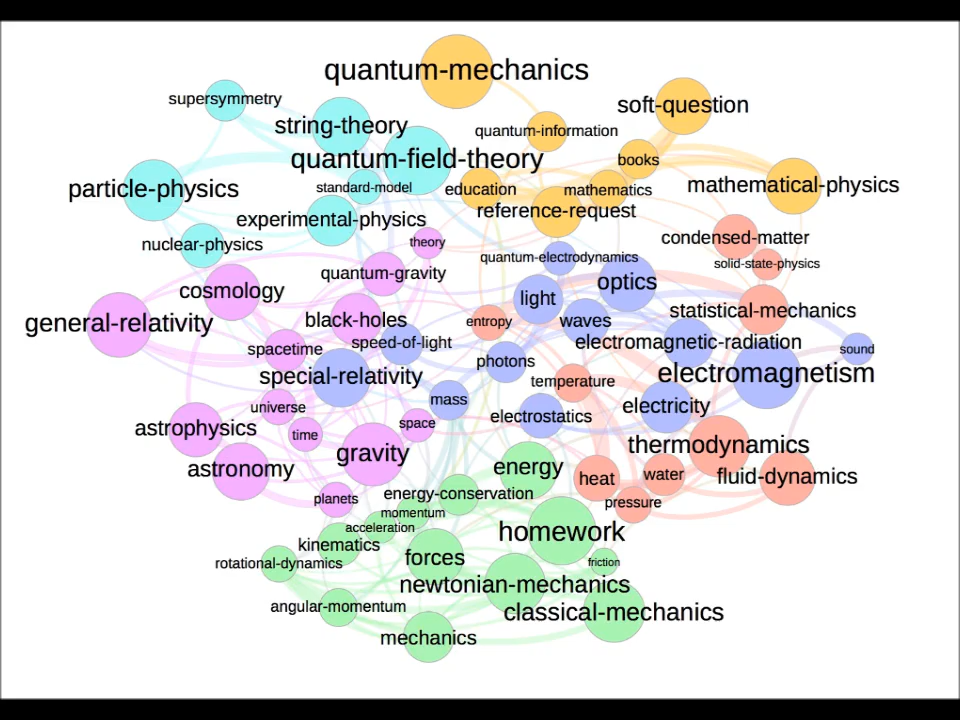 quantum-mechanics
supersymmetry
soft-question
string-theory
quantum-information
quantum-field-theory
books
particle-physics
standard-model
education
mathematics
mathematical-physics
experimental-physics
reference-request
nuclear-physics
theory
condensed-matter
quantum-electrodynamics
solid-state-physics
quantum-gravity
optics
cosmology
light
general-relativity
black-holes
entropy
waves
statistical-mechanics
spacetime
speed-of-light
electromagnetic-radiation
sound
photons
special-relativity
temperature
electromagnetism
universe
mass
electrostatics
electricity
astrophysics
time
space
gravity
thermodynamics
astronomy
energy
heat
water
fluid-dynamics
planets
energy-conservation
pressure
momentum
acceleration
homework
kinematics
rotational-dynamics
forces
friction
newtonian-mechanics
angular-momentum
classical-mechanics
mechanics